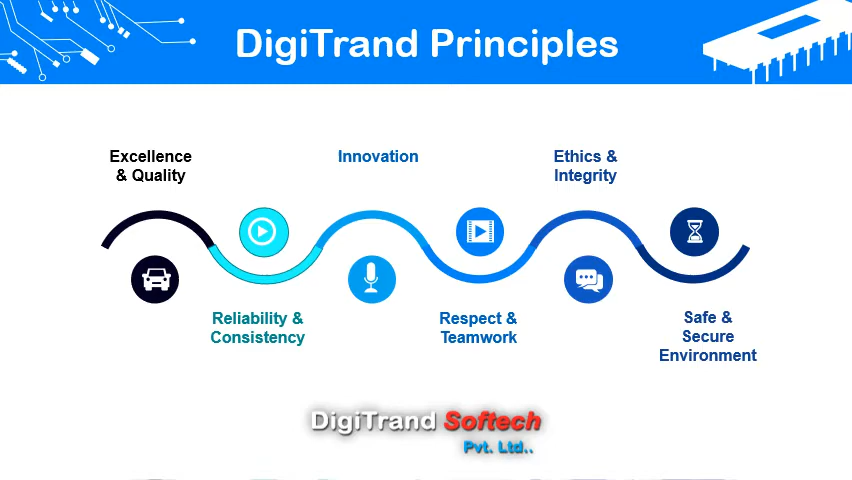 DigiTrand Principles
Excellence
& Quality
Innovation
Ethics &
Integrity
Reliability &
Consistency
Respect &
Teamwork
Safe &
Secure
Environment
DigiTrand Softech
Pvt. Ltd..